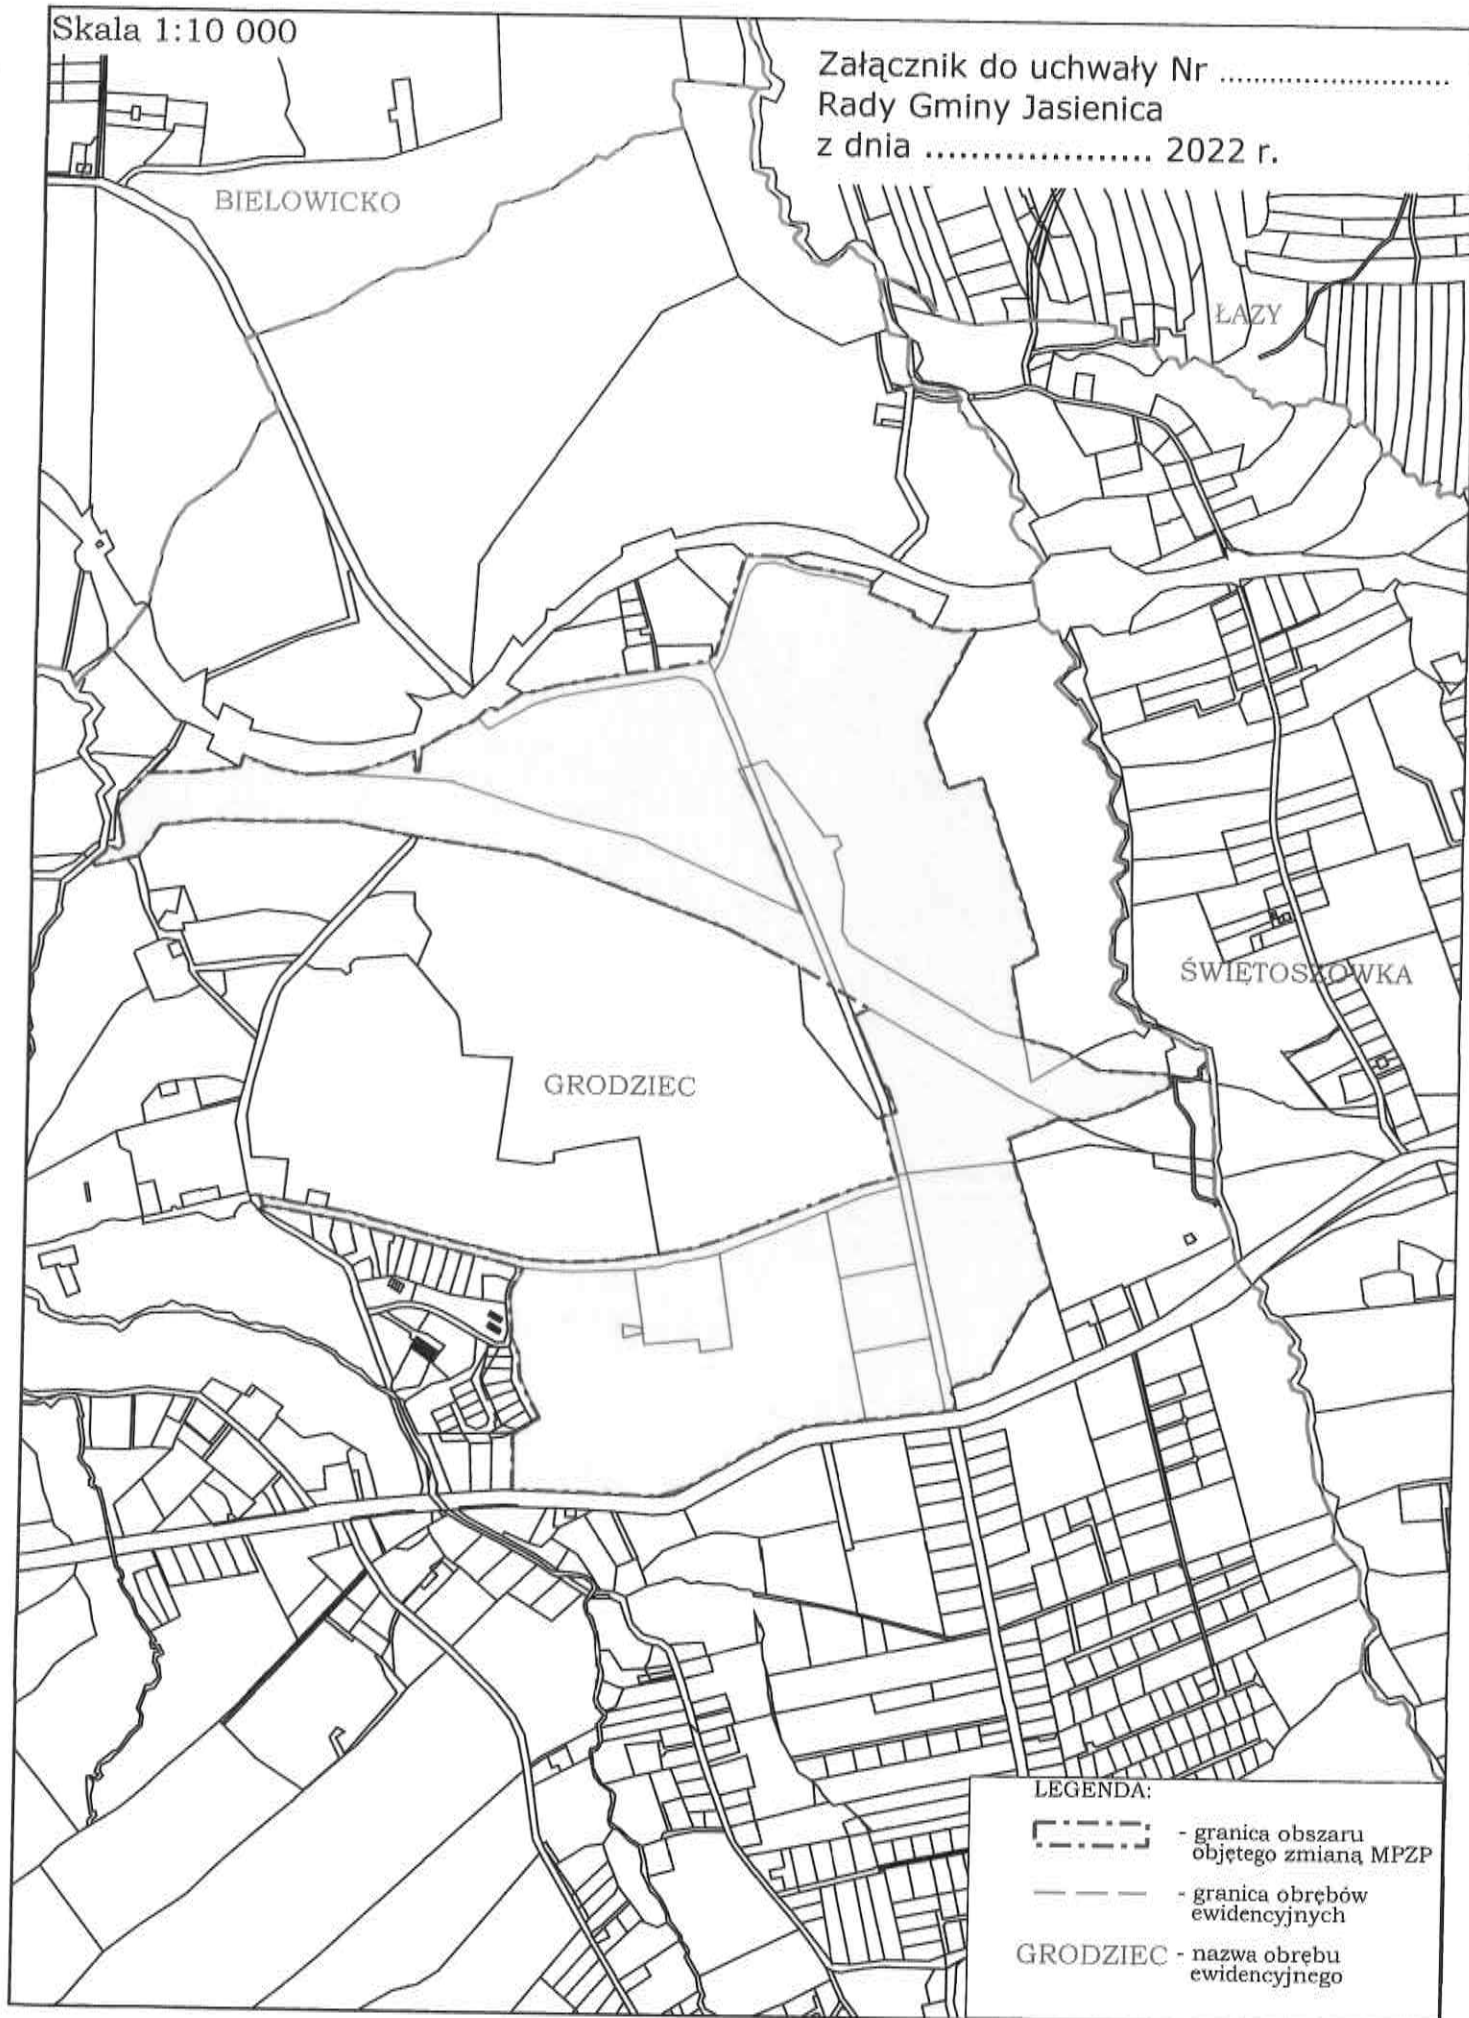 Skala 1:10 000
Załącznik do uchwały Nr ............................
Rady Gminy Jasienica
z dnia .................... 2022 r.
BIELOWICKO
ŁAZY
ŚWIĘTOSZÓWKA
GRODZIEC
LEGENDA:
- granica obszaru
objętego zmianą MPZP
- granica obrębów
ewidencyjnych
GRODZIEC - nazwa obrębu
ewidencyjnego